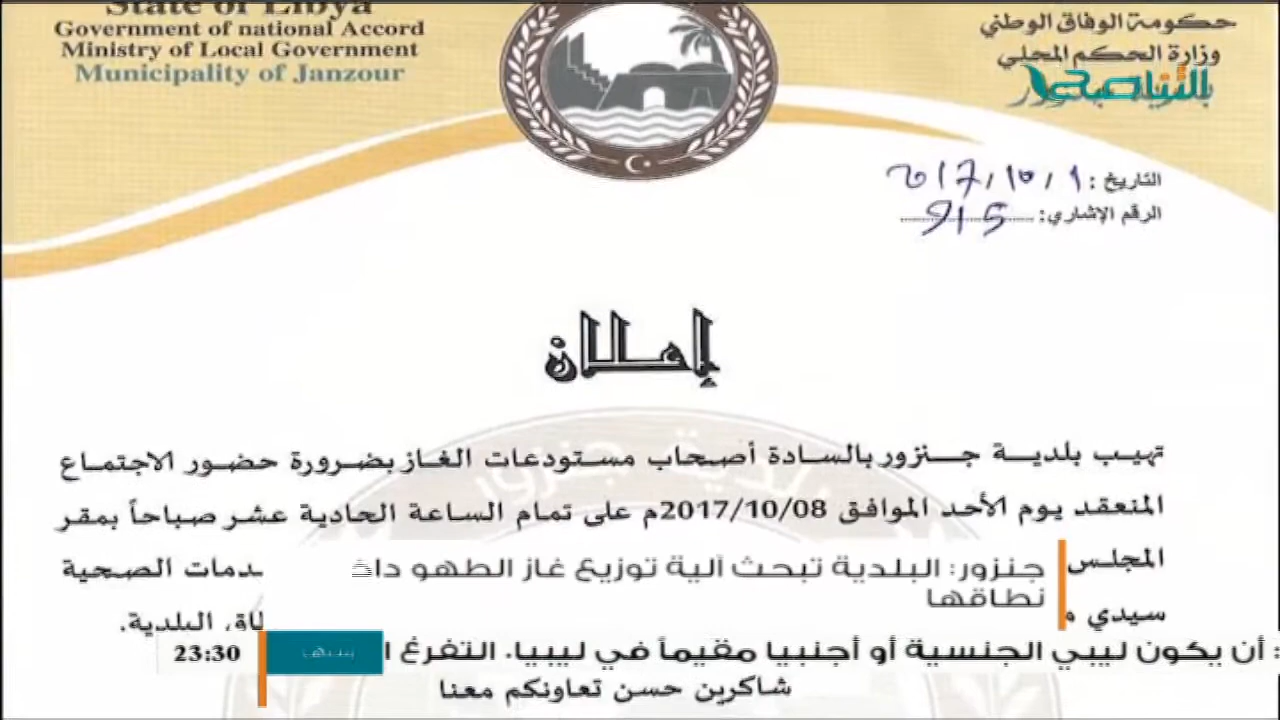 State of Libya
Government of national Accord
Ministry of Local Government
Municipality of Janzour
حكومة الوفاق الوطني
وزارة الحكم المحلي
التاريخ : 2017/10/1
الرقم الإشاري: 915
إعلان
تهيب بلدية جنزور بالسادة أصحاب مستودعات الغاز بضرورة حضور الاجتماع
المنعقد يوم الأحد الموافق 2017/10/08م على تمام الساعة الحادية عشر صباحاً بمقر
المجلس
الصحية
جنزور: البلدية تبحث آلية توزيع غاز الطهو
نطاقها
سيدي
البلدية.
: أن يكون ليبي الجنسية أو أجنبيا مقيماً في ليبيا. التفرغ
سبها
23:30
شاكرين حسن تعاونكم معنا